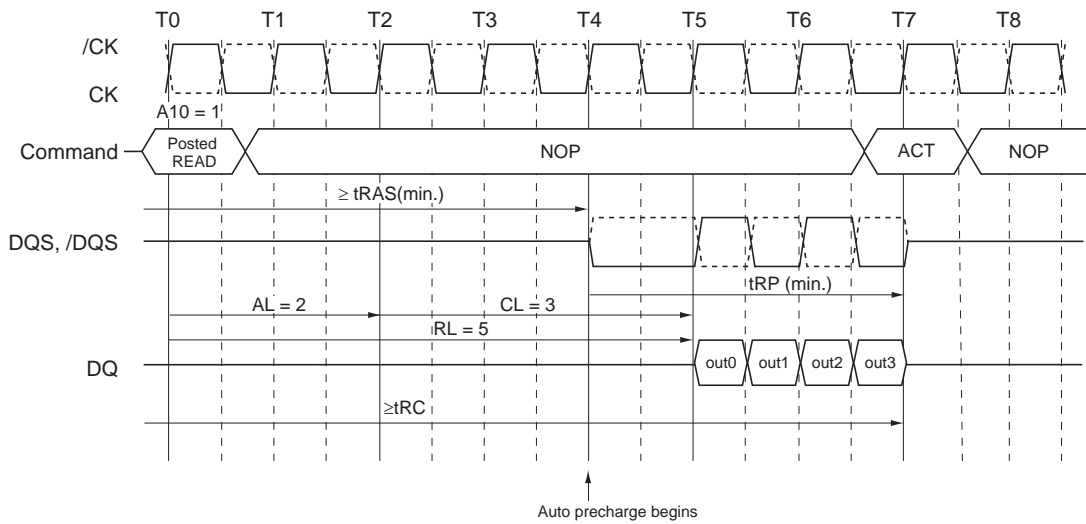 T0 T1 T2 T3 T4 T5 T6 T7 T8
/CK
CK
A10 = 1
Command
Posted
READ
NOP
ACT
NOP
≥ tRAS(min.)
DQS, /DQS
tRP (min.)
AL = 2
CL = 3
RL = 5
DQ
out0 out1 out2 out3
≥tRC
Auto precharge begins